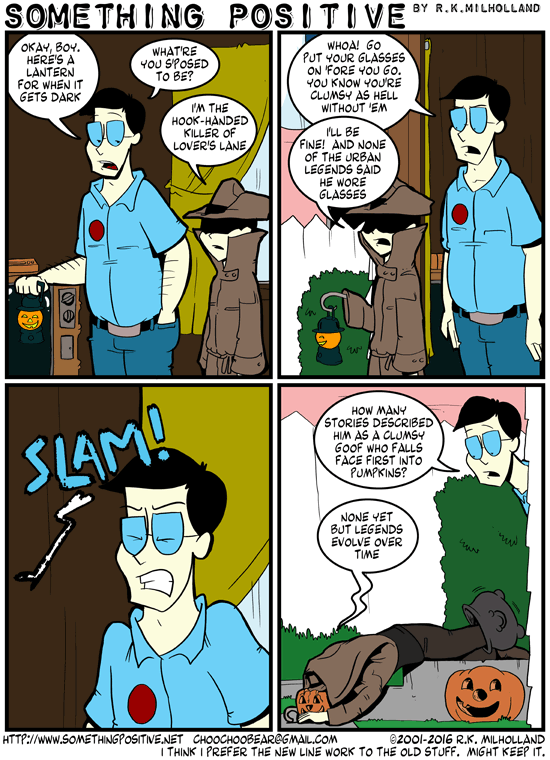 SOMETHING POSITIVE BY R.K.MILHOLLAND
OKAY, BOY.
HERE'S A
LANTERN
FOR WHEN IT
GETS DARK
WHAT'RE
YOU S'POSED
TO BE?
I'M THE
HOOK-HANDED
KILLER OF
LOVER'S LANE
WHOA! GO
PUT YOUR GLASSES
ON 'FORE YOU GO.
YOU KNOW YOU'RE
CLUMSY AS HELL
WITHOUT 'EM
I'LL BE
FINE! AND NONE
OF THE URBAN
LEGENDS SAID
HE WORE
GLASSES
SLAM!
HOW MANY
STORIES DESCRIBED
HIM AS A CLUMSY
GOOF WHO FALLS
FACE FIRST INTO
PUMPKINS?
NONE YET
BUT LEGENDS
EVOLVE OVER
TIME
HTTP://WWW.SOMETHINGPOSITIVE.NET CHOOCHOOBEAR@GMAIL.COM ©2001-2016 R.K. MILHOLLAND
I THINK I PREFER THE NEW LINE WORK TO THE OLD STUFF. MIGHT KEEP IT.